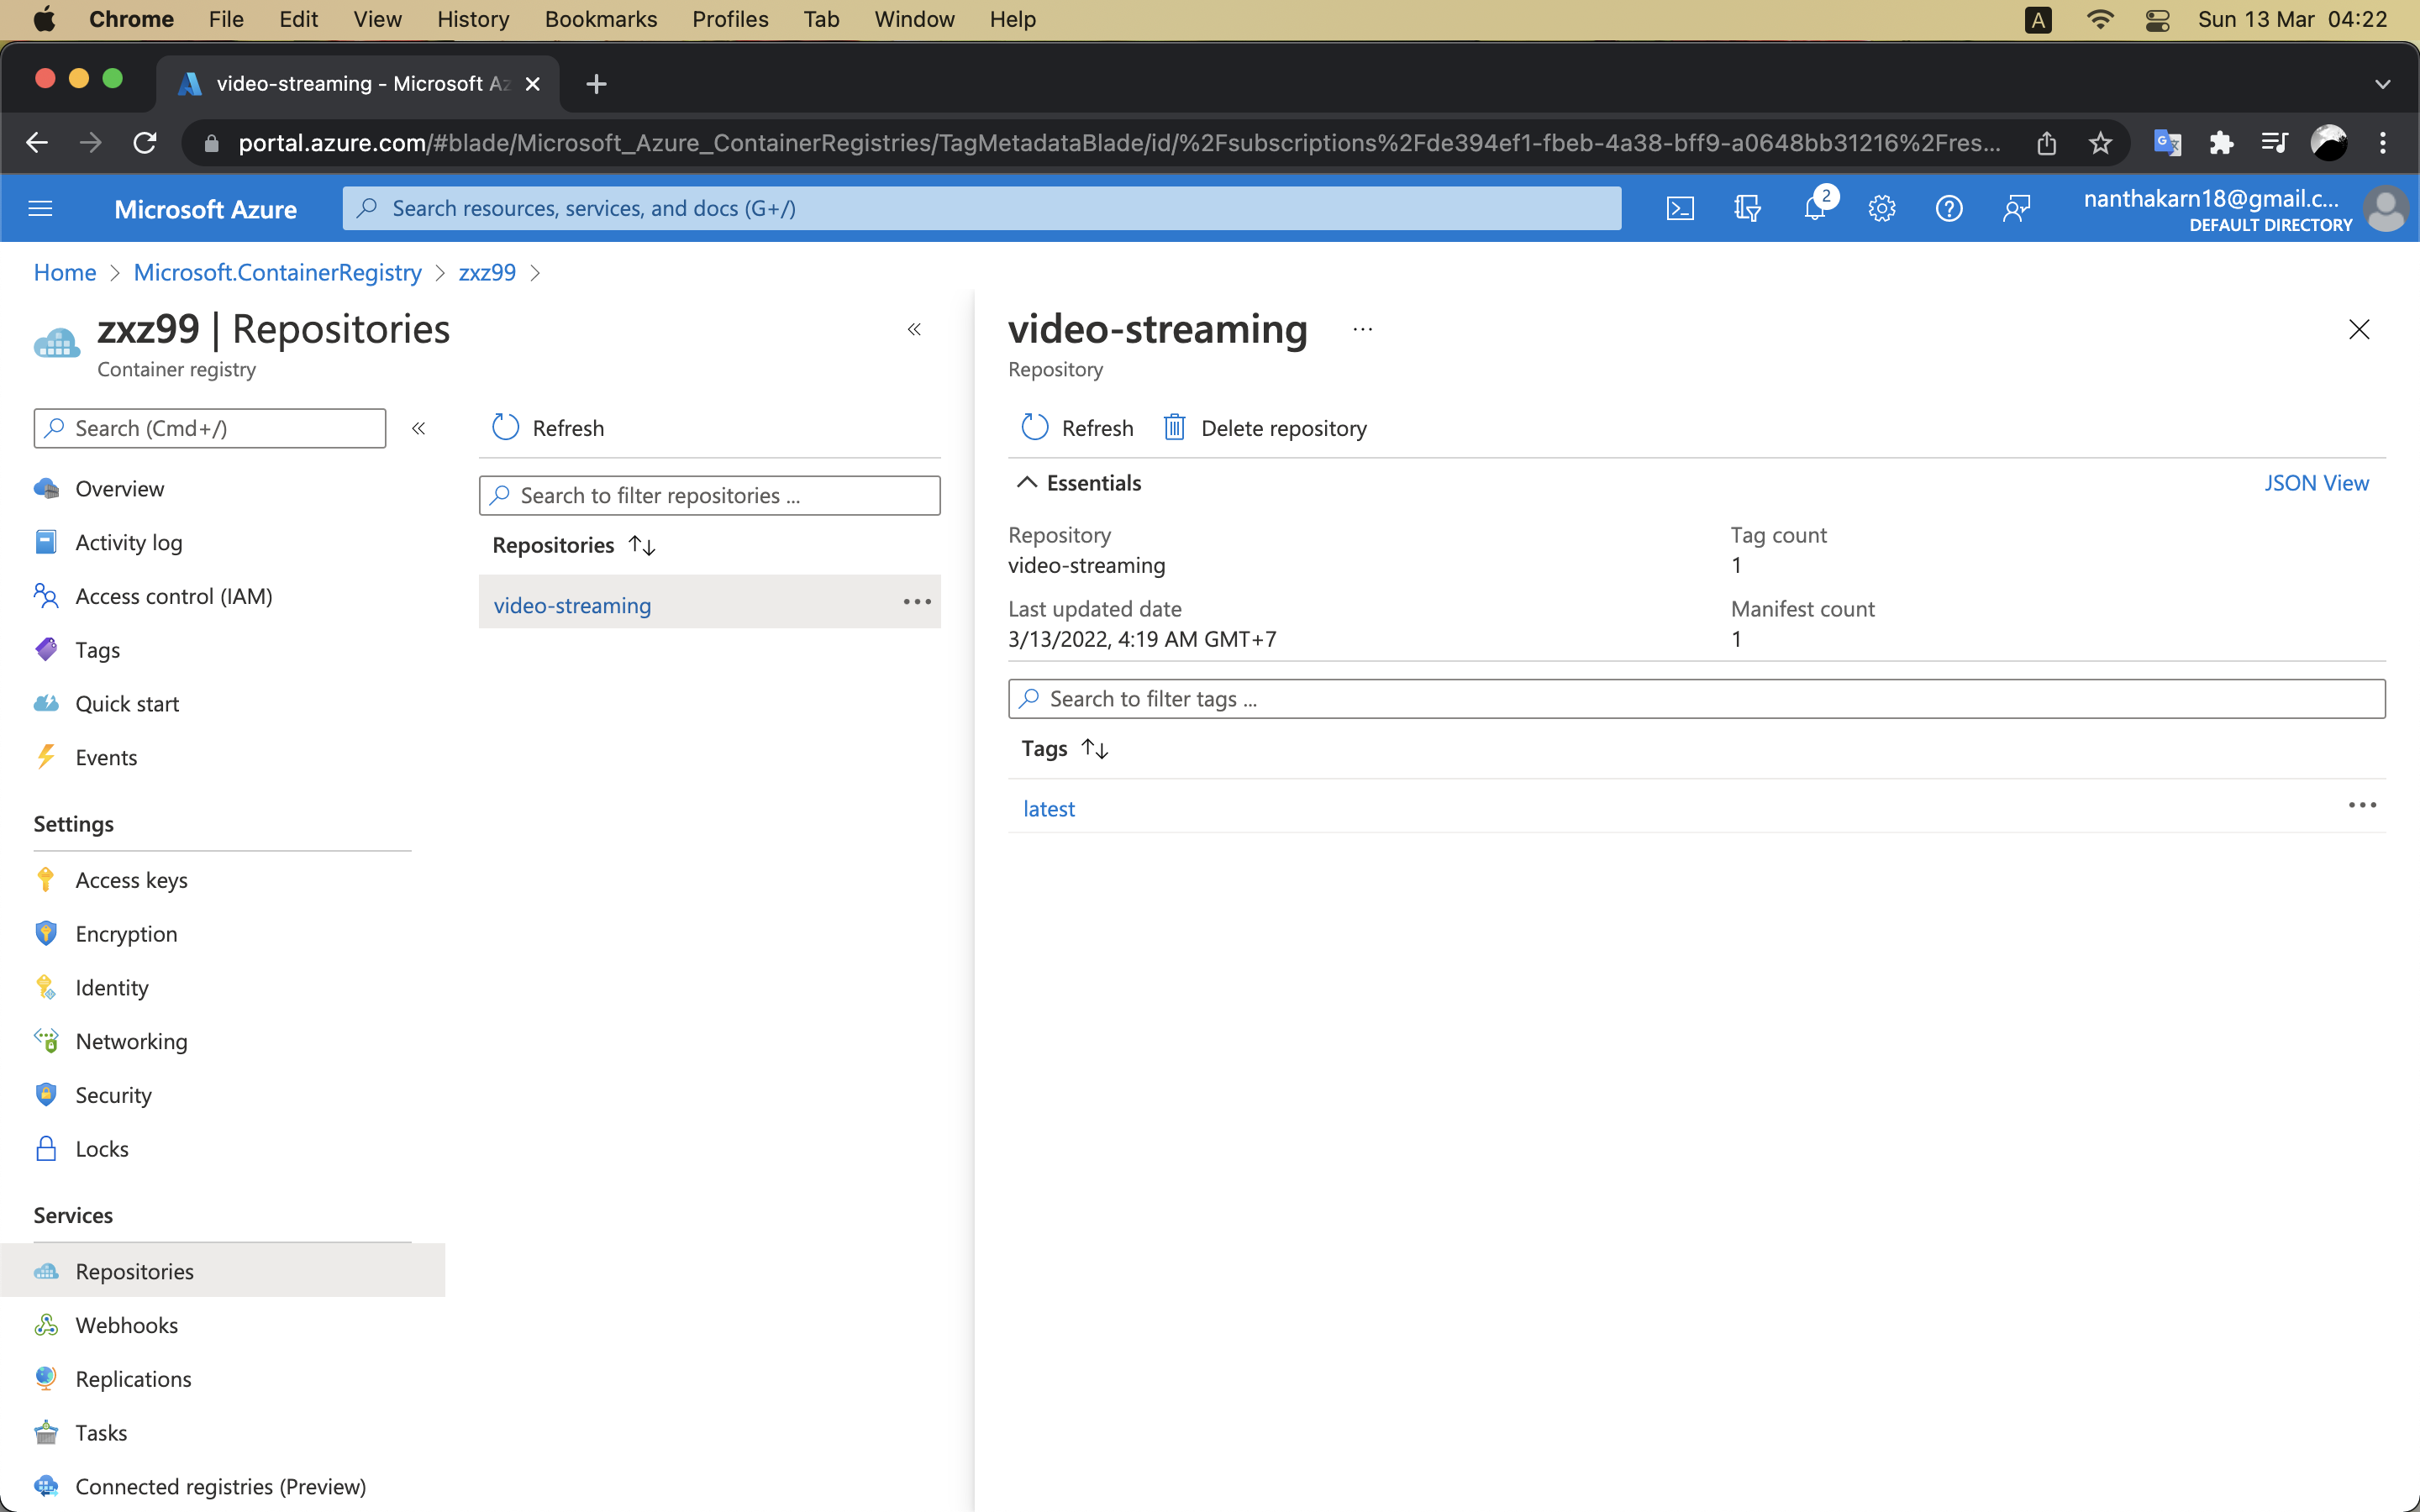 Chrome File Edit View History Bookmarks Profiles Tab Window Help A Sun 13 Mar 04:22
video-streaming - Microsoft Az
portal.azure.com/#blade/Microsoft_Azure_ContainerRegistries/TagMetadataBlade/id/%2Fsubscriptions%2Fde394ef1-fbeb-4a38-bff9-a0648bb31216%2Fres...
Microsoft Azure
Search resources, services, and docs (G+/)
2
nanthakarn18@gmail.c...
DEFAULT DIRECTORY
Home > Microsoft.ContainerRegistry > zxz99 >
zxz99 | Repositories
Container registry
Search (Cmd+/)
Overview
Activity log
Access control (IAM)
Tags
Quick start
Events
Settings
Access keys
Encryption
Identity
Networking
Security
Locks
Services
Repositories
Webhooks
Replications
Tasks
Connected registries (Preview)
Refresh
Search to filter repositories ...
Repositories
video-streaming
video-streaming ...
Repository
Refresh Delete repository
Essentials
JSON View
Repository
video-streaming
Last updated date
3/13/2022, 4:19 AM GMT+7
Tag count
1
Manifest count
1
Search to filter tags ...
Tags
latest